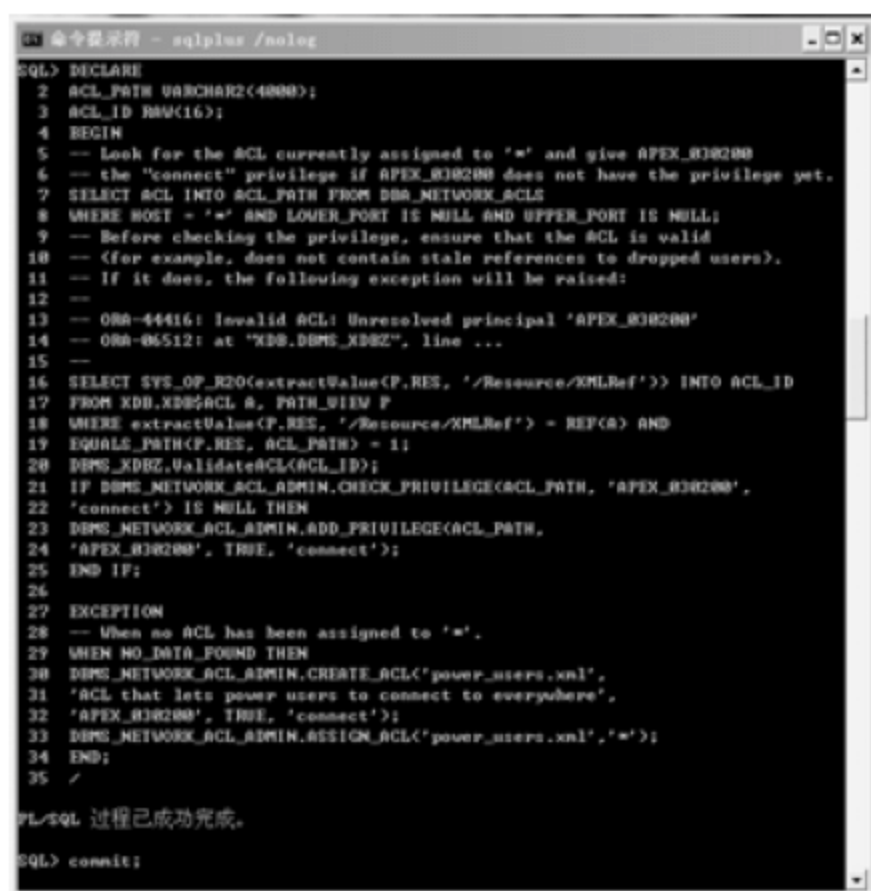 命令提示符 - sqlplus /nolog
SQL> DECLARE
2 ACL_PATH VARCHAR2(4000);
3 ACL_ID RAW(16);
4 BEGIN
5 -- Look for the ACL currently assigned to '*' and give APEX_030200
6 -- the "connect" privilege if APEX_030200 does not have the privilege yet.
7 SELECT ACL INTO ACL_PATH FROM DBA_NETWORK_ACLS
8 WHERE HOST = '*' AND LOWER_PORT IS NULL AND UPPER_PORT IS NULL;
9 -- Before checking the privilege, ensure that the ACL is valid
10 -- (for example, does not contain stale references to dropped users).
11 -- If it does, the following exception will be raised:
12 --
13 -- ORA-44416: Invalid ACL: Unresolved principal 'APEX_030200'
14 -- ORA-06512: at "XDB.DBMS_XDBZ", line ...
15 --
16 SELECT SYS_OP_R2O(extractValue(P.RES, '/Resource/XMLRef')) INTO ACL_ID
17 FROM XDB.XDB$ACL A, PATH_VIEW P
18 WHERE extractValue(P.RES, '/Resource/XMLRef') = REF(A) AND
19 EQUALS_PATH(P.RES, ACL_PATH) = 1;
20 DBMS_XDBZ.ValidateACL(ACL_ID);
21 IF DBMS_NETWORK_ACL_ADMIN.CHECK_PRIVILEGE(ACL_PATH, 'APEX_030200',
22 'connect') IS NULL THEN
23 DBMS_NETWORK_ACL_ADMIN.ADD_PRIVILEGE(ACL_PATH,
24 'APEX_030200', TRUE, 'connect');
25 END IF;
26
27 EXCEPTION
28 -- When no ACL has been assigned to '*'.
29 WHEN NO_DATA_FOUND THEN
30 DBMS_NETWORK_ACL_ADMIN.CREATE_ACL('power_users.xml',
31 'ACL that lets power users to connect to everywhere',
32 'APEX_030200', TRUE, 'connect');
33 DBMS_NETWORK_ACL_ADMIN.ASSIGN_ACL('power_users.xml','*');
34 END;
35 /
PL/SQL 过程已成功完成。
SQL> commit;